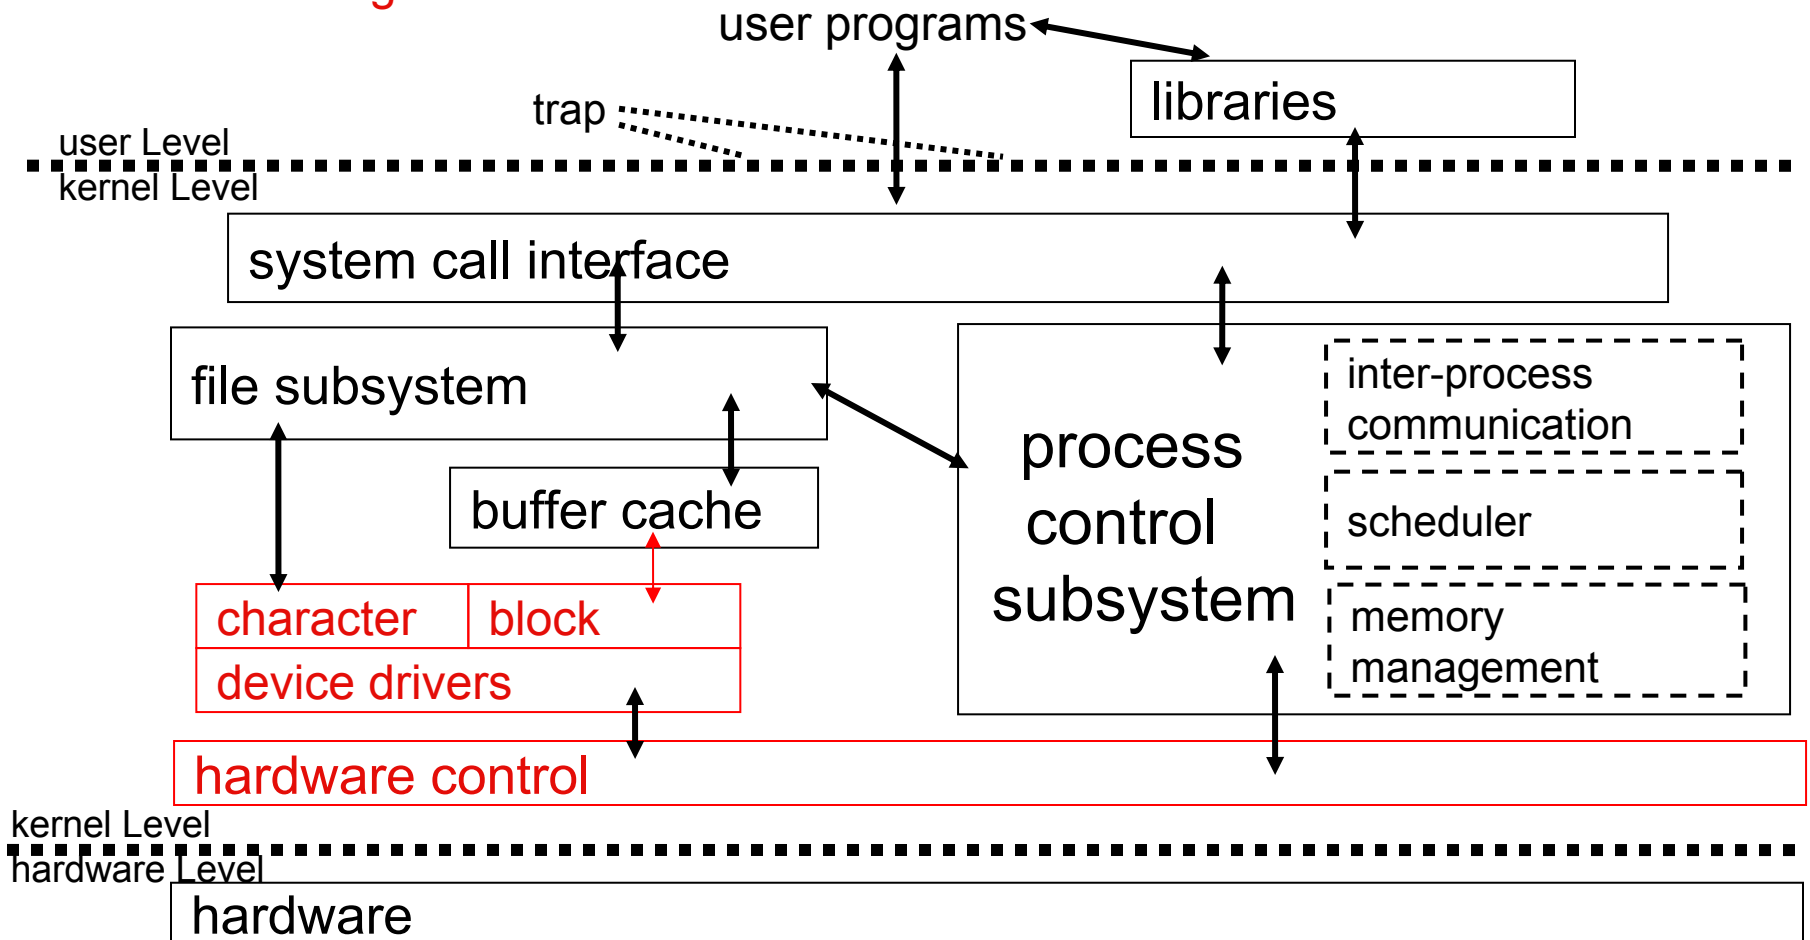 user programs
libraries
trap
user Level
kernel Level
system call interface
file subsystem
inter-process
communication
process
control
subsystem
buffer cache
scheduler
character
block
memory
management
device drivers
hardware control
kernel Level
hardware Level
hardware